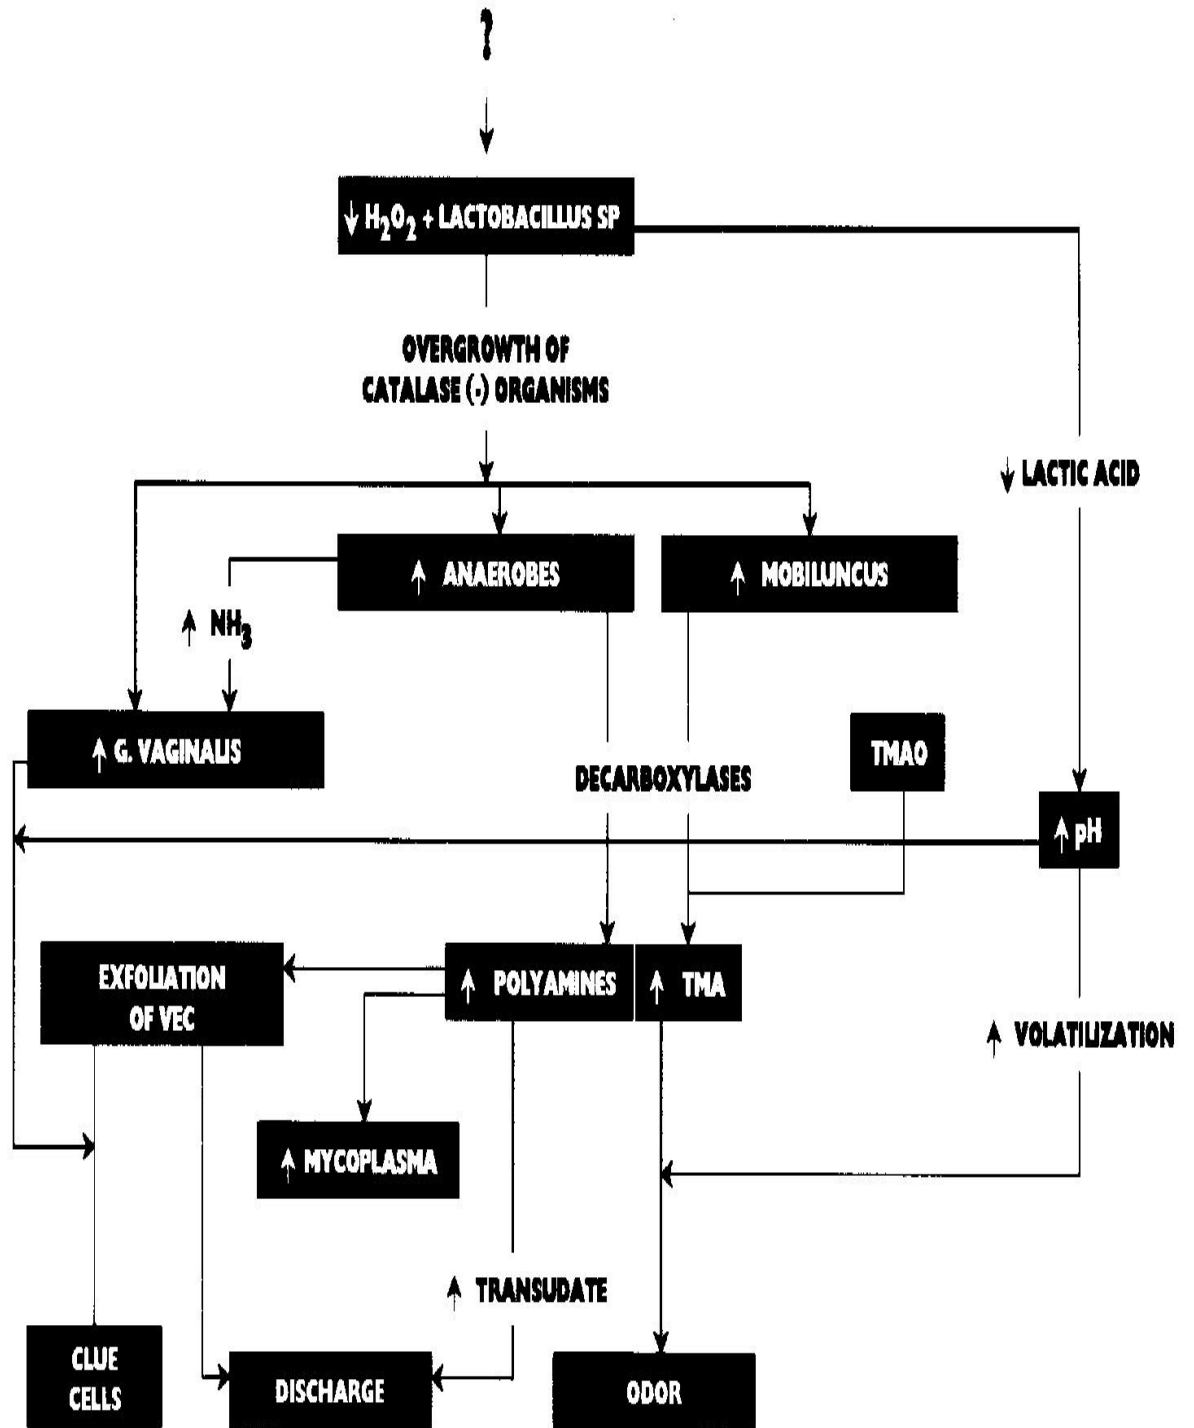 ?
↓ H₂O₂ + LACTOBACILLUS SP
OVERGROWTH OF
CATALASE (-) ORGANISMS
↓ LACTIC ACID
↑ ANAEROBES
↑ MOBILUNCUS
↑ NH₃
↑ G. VAGINALIS
TMAO
DECARBOXYLASES
↑ pH
EXFOLIATION
OF VEC
↑ POLYAMINES
↑ TMA
↑ VOLATILIZATION
↑ MYCOPLASMA
↑ TRANSUDATE
CLUE
CELLS
DISCHARGE
ODOR